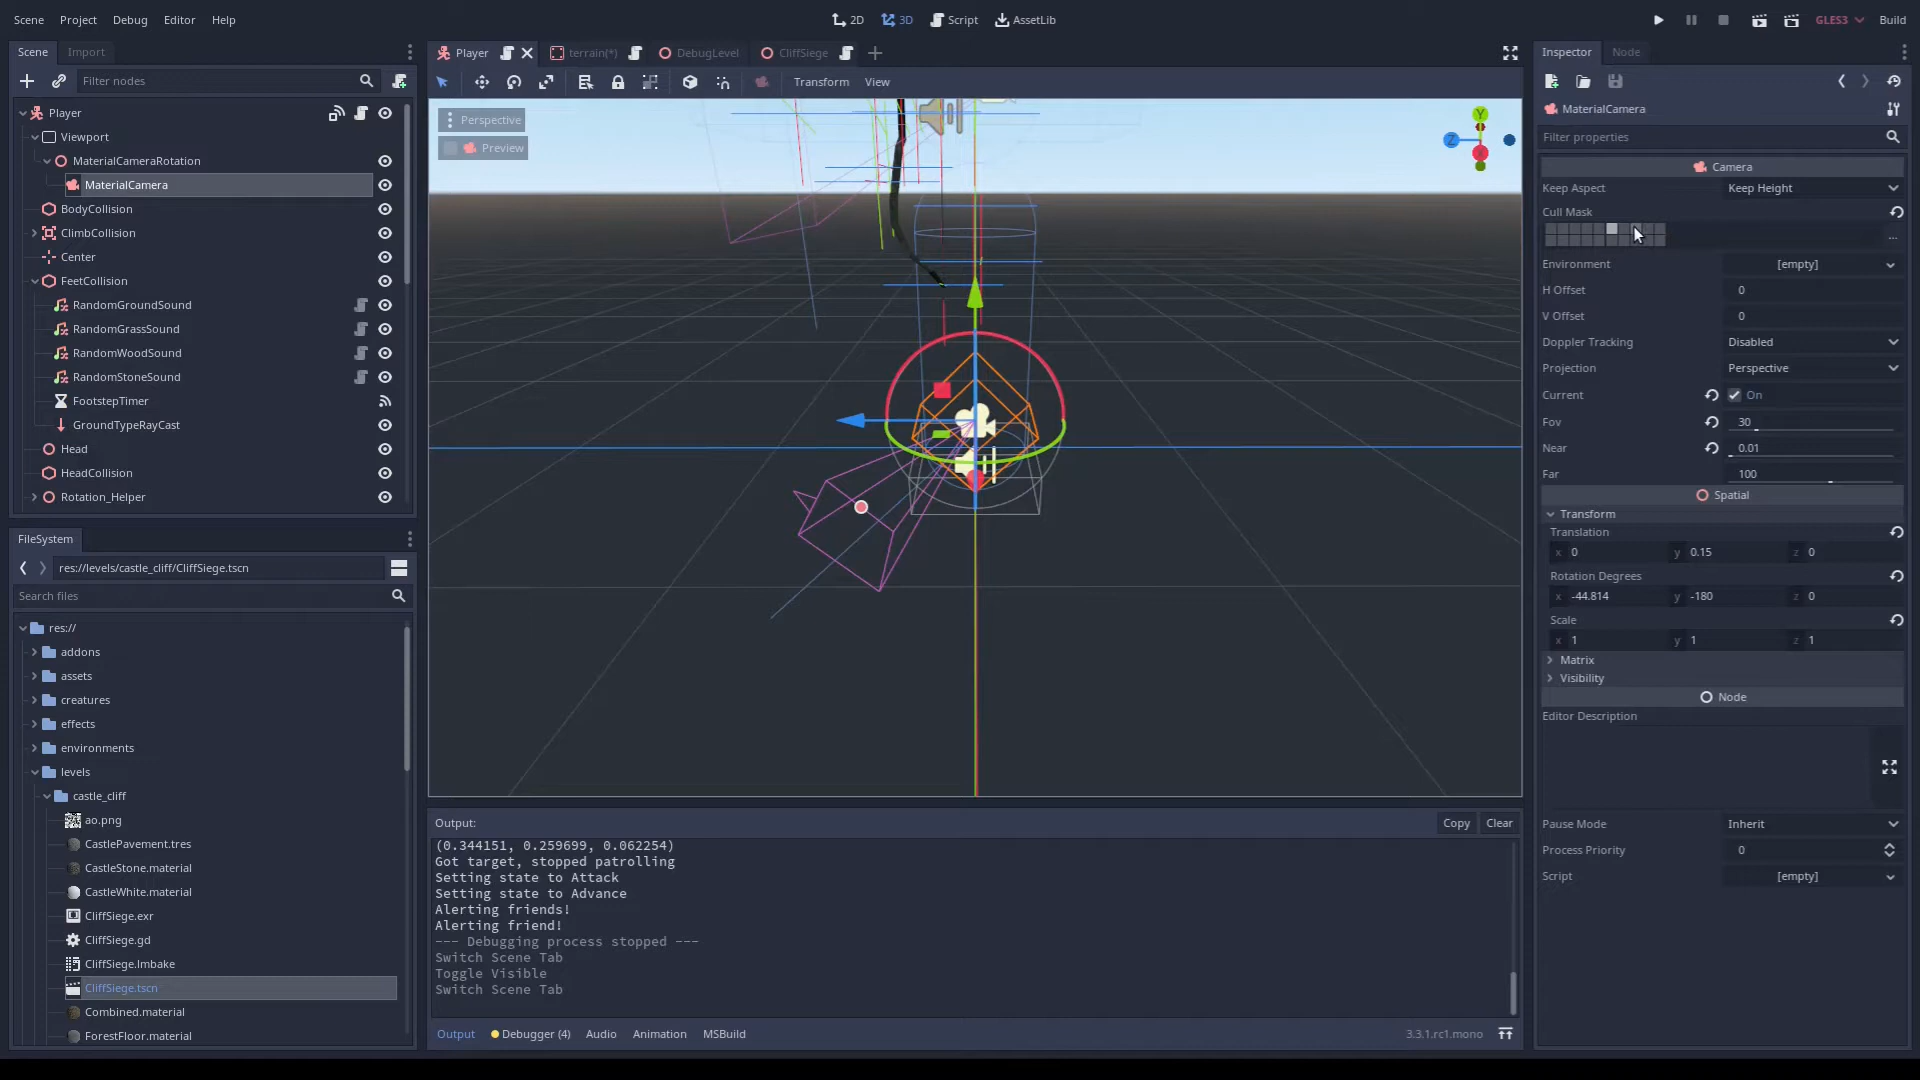 Scene Project Debug Editor Help
2D 3D Script AssetLib
GLES3 Build
Scene Import
Filter nodes
Player
Viewport
MaterialCameraRotation
MaterialCamera
BodyCollision
ClimbCollision
Center
FeetCollision
RandomGroundSound
RandomGrassSound
RandomWoodSound
RandomStoneSound
FootstepTimer
GroundTypeRayCast
Head
HeadCollision
Rotation_Helper
FileSystem
res://levels/castle_cliff/CliffSiege.tscn
Search files
res://
addons
assets
creatures
effects
environments
levels
castle_cliff
ao.png
CastlePavement.tres
CastleStone.material
CastleWhite.material
CliffSiege.exr
CliffSiege.gd
CliffSiege.lmbake
CliffSiege.tscn
Combined.material
ForestFloor.material
Player terrain(*) DebugLevel CliffSiege
Transform View
Perspective
Preview
Y
Z
X
Output:
Copy Clear
(0.344151, 0.259699, 0.062254)
Got target, stopped patrolling
Setting state to Attack
Setting state to Advance
Alerting friends!
Alerting friend!
--- Debugging process stopped ---
Switch Scene Tab
Toggle Visible
Switch Scene Tab
Output Debugger (4) Audio Animation MSBuild
3.3.1.rc1.mono
Inspector Node
MaterialCamera
Filter properties
Camera
Keep Aspect Keep Height
Cull Mask
...
Environment [empty]
H Offset 0
V Offset 0
Doppler Tracking Disabled
Projection Perspective
Current On
Fov 30
Near 0.01
Far 100
Spatial
Transform
Translation
x 0 y 0.15 z 0
Rotation Degrees
x -44.814 y -180 z 0
Scale
x 1 y 1 z 1
Matrix
Visibility
Node
Editor Description
Pause Mode Inherit
Process Priority 0
Script [empty]